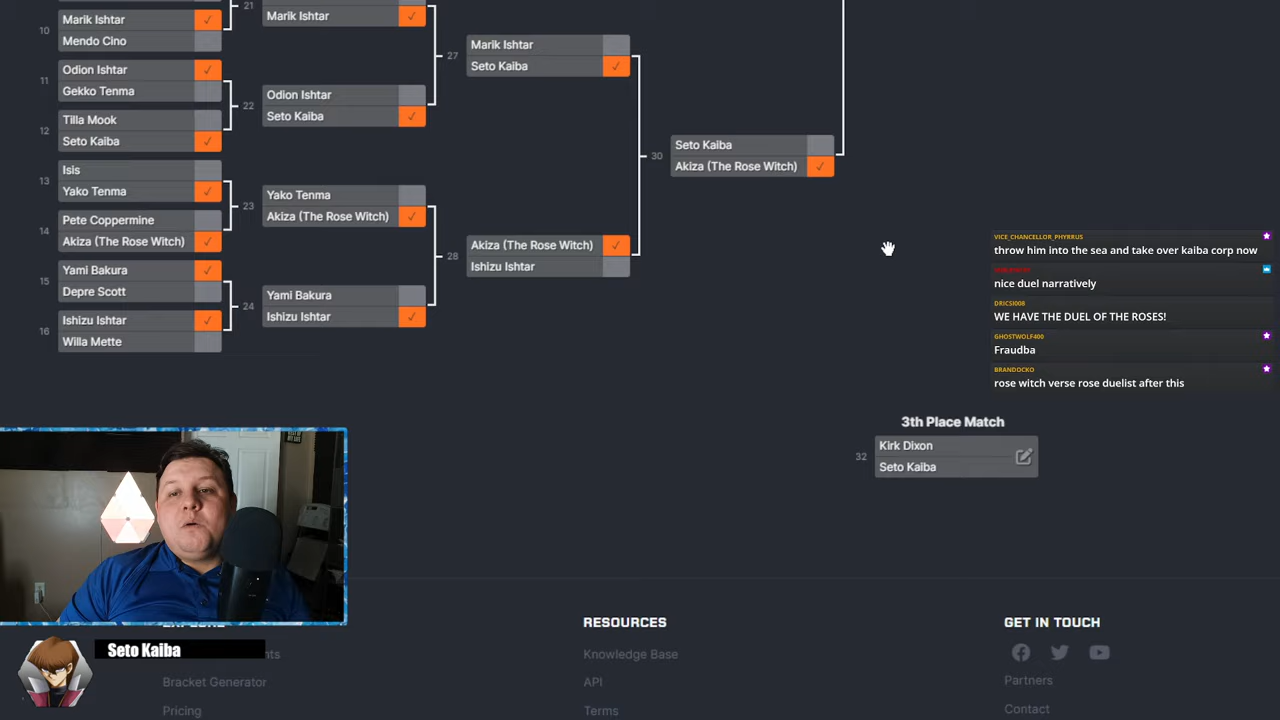 10
Marik Ishtar ✓
Mendo Cino
21
Marik Ishtar ✓
11
Odion Ishtar ✓
Gekko Tenma
12
Tilla Mook
Seto Kaiba ✓
22
Odion Ishtar
Seto Kaiba ✓
27
Marik Ishtar
Seto Kaiba ✓
13
Isis
Yako Tenma ✓
14
Pete Coppermine
Akiza (The Rose Witch) ✓
23
Yako Tenma
Akiza (The Rose Witch) ✓
15
Yami Bakura ✓
Depre Scott
16
Ishizu Ishtar ✓
Willa Mette
24
Yami Bakura
Ishizu Ishtar ✓
28
Akiza (The Rose Witch) ✓
Ishizu Ishtar
30
Seto Kaiba
Akiza (The Rose Witch) ✓
VICE_CHANCELLOR_PHYRRUS
throw him into the sea and take over kaiba corp now
nice duel narratively
DRICSI008
WE HAVE THE DUEL OF THE ROSES!
GHOSTWOLF400
Fraudba
BRANDOCKO
rose witch verse rose duelist after this
3th Place Match
32
Kirk Dixon
Seto Kaiba
Seto Kaiba
Bracket Generator
Pricing
RESOURCES
Knowledge Base
API
Terms
GET IN TOUCH
Partners
Contact